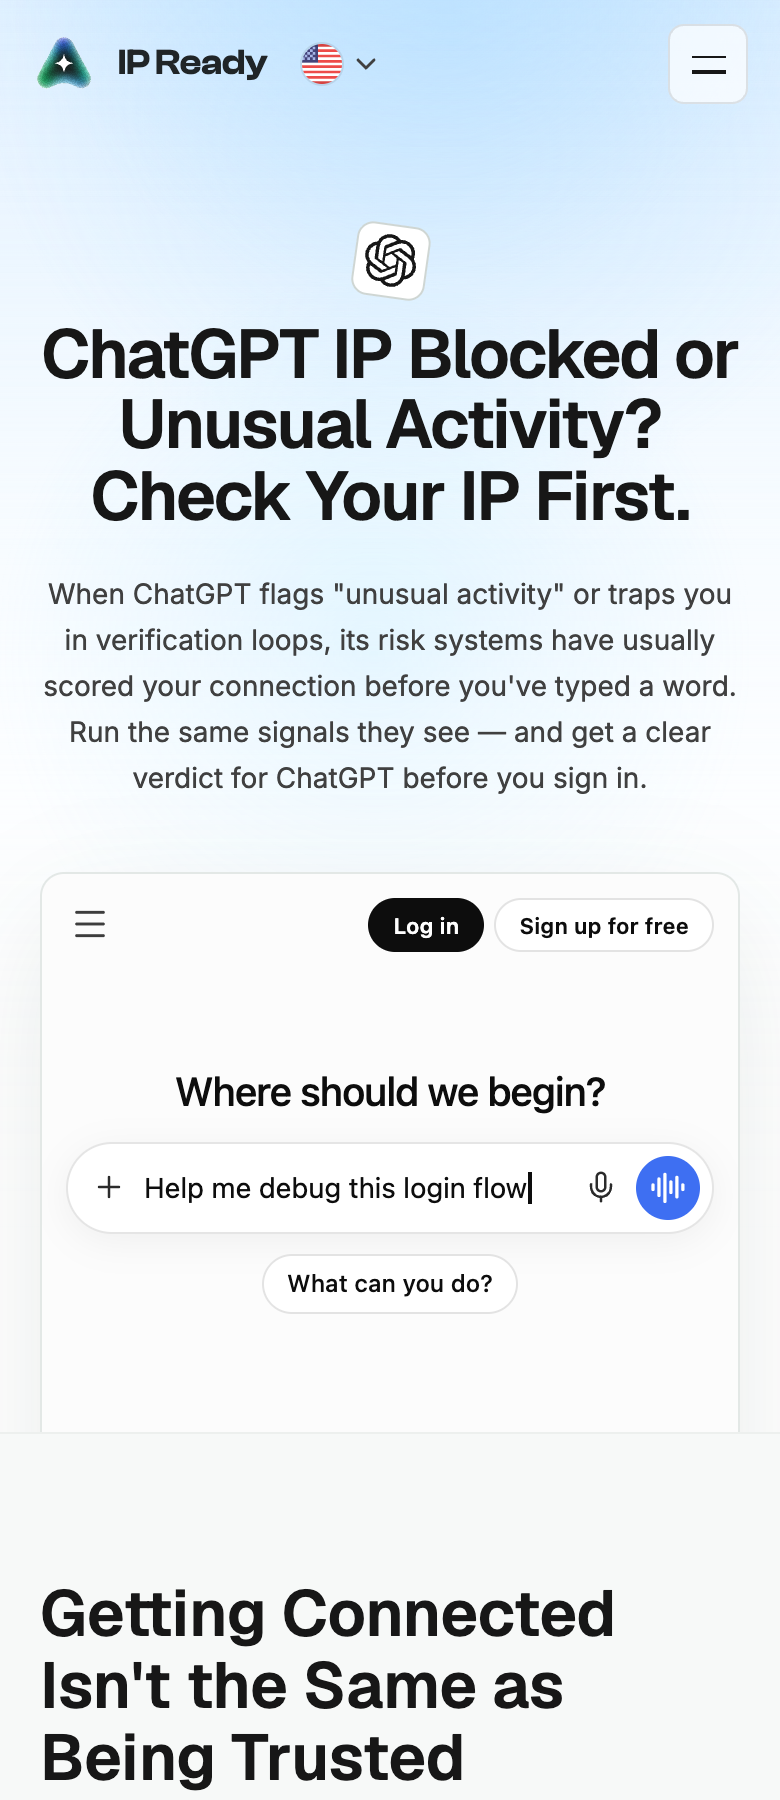 IP Ready
ChatGPT IP Blocked or
Unusual Activity?
Check Your IP First.
When ChatGPT flags "unusual activity" or traps you
in verification loops, its risk systems have usually
scored your connection before you've typed a word.
Run the same signals they see — and get a clear
verdict for ChatGPT before you sign in.
Log in
Sign up for free
Where should we begin?
Help me debug this login flow
What can you do?
Getting Connected
Isn't the Same as
Being Trusted